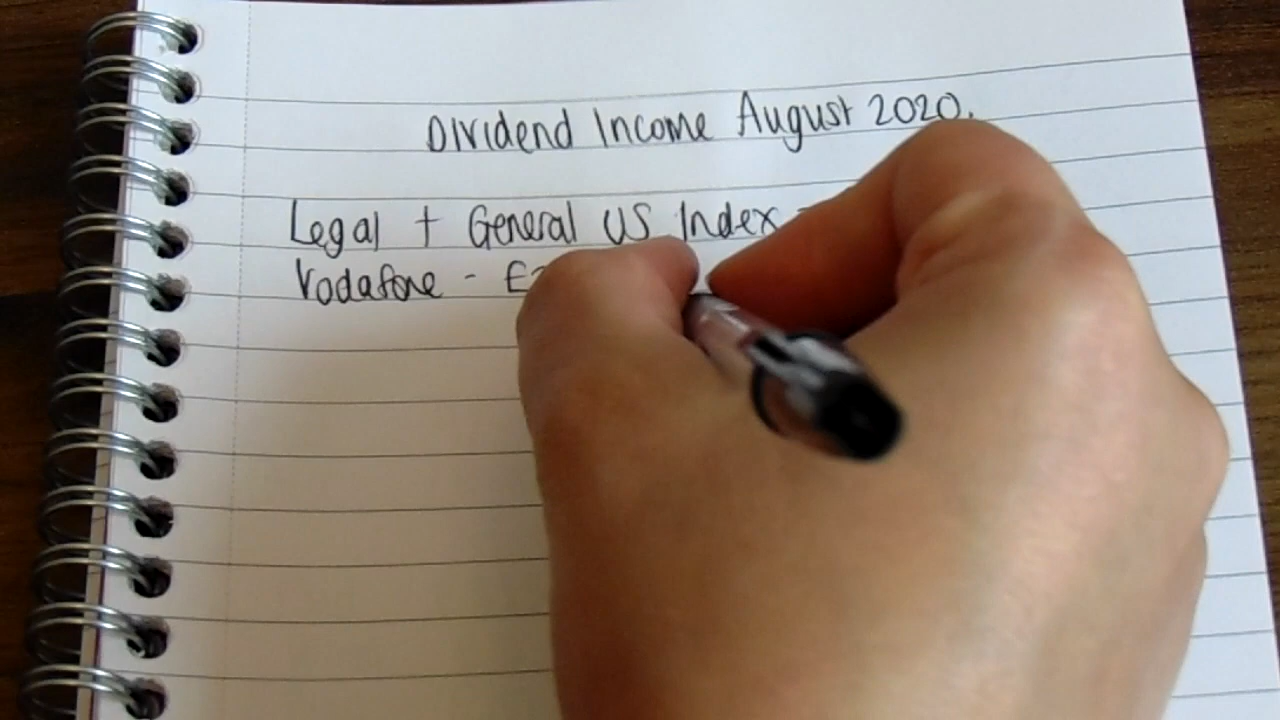 Dividend Income August 2020.
Legal + General US Index -
Vodafone - £